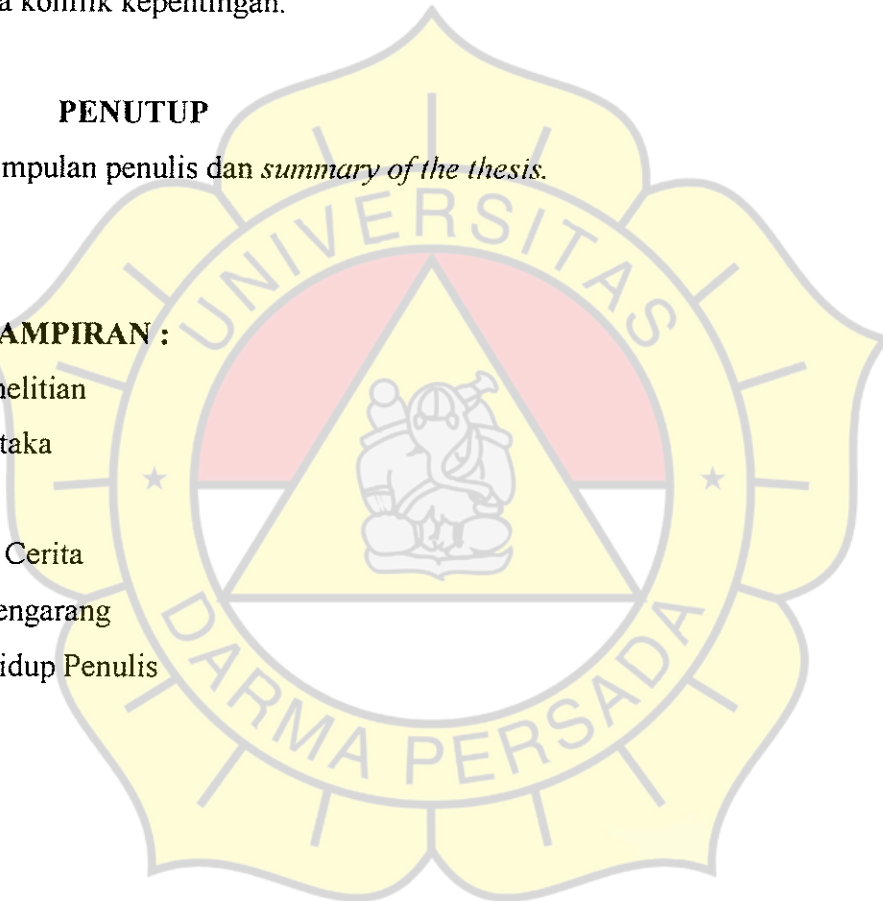 a konflik kepentingan.
PENUTUP
mpulan penulis dan summary of the thesis.
AMPIRAN :
nelitian
taka
Cerita
engarang
idup Penulis
UNIVERSITAS
DARMA PERSADA